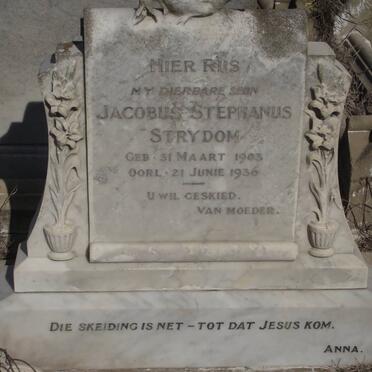 HIER RUS
MY DIERBARE SEUN
JACOBUS STEPHANUS
STRYDOM
GEB. 31 MAART 1903
OORL. 21 JUNIE 1936
U WIL GESKIED.
VAN MOEDER.
DIE SKEIDING IS NET - TOT DAT JESUS KOM.
ANNA.